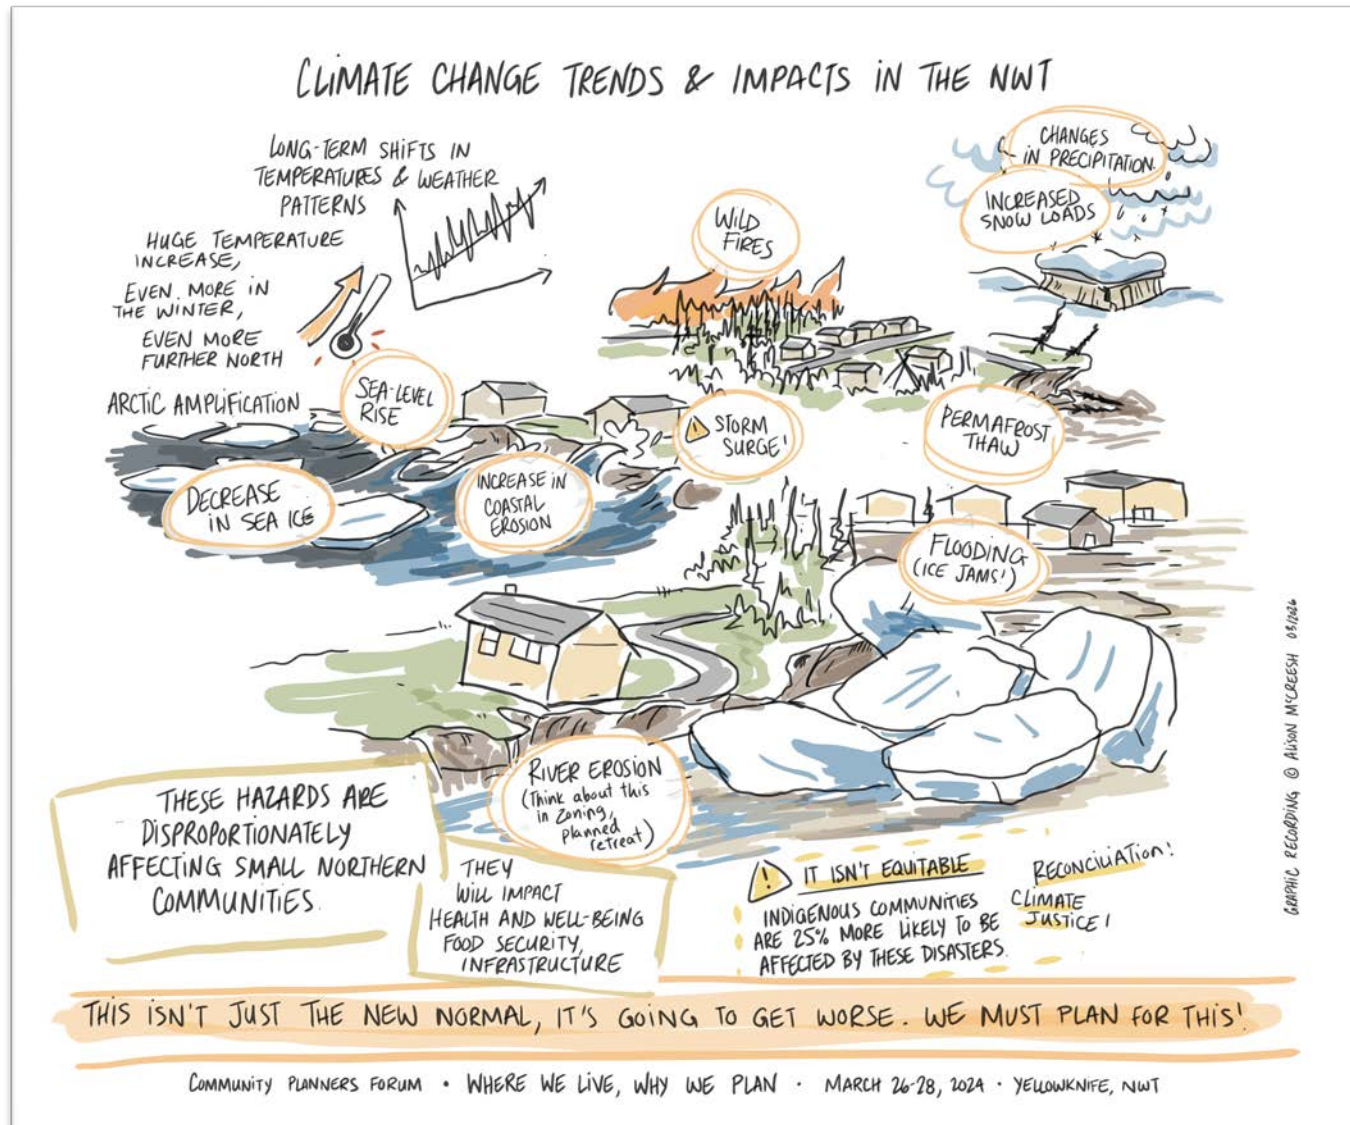 CLIMATE CHANGE TRENDS & IMPACTS IN THE NWT
LONG-TERM SHIFTS IN
TEMPERATURES & WEATHER
PATTERNS
HUGE TEMPERATURE
INCREASE,
EVEN MORE IN
THE WINTER,
EVEN MORE
FURTHER NORTH
ARCTIC AMPLIFICATION
WILD
FIRES
CHANGES
IN PRECIPITATION
INCREASED
SNOW LOADS
SEA-LEVEL
RISE
STORM
SURGE!
PERMAFROST
THAW
DECREASE
IN SEA ICE
INCREASE IN
COASTAL
EROSION
FLOODING
(ICE JAMS!)
RIVER EROSION
(Think about this
in zoning,
planned
retreat)
THESE HAZARDS ARE
DISPROPORTIONATELY
AFFECTING SMALL NORTHERN
COMMUNITIES.
THEY
WILL IMPACT
HEALTH AND WELL-BEING
FOOD SECURITY,
INFRASTRUCTURE
! IT ISN'T EQUITABLE
INDIGENOUS COMMUNITIES
ARE 25% MORE LIKELY TO BE
AFFECTED BY THESE DISASTERS.
RECONCILIATION!
CLIMATE
JUSTICE!
GRAPHIC RECORDING © ALISON MCCREESH
THIS ISN'T JUST THE NEW NORMAL, IT'S GOING TO GET WORSE. WE MUST PLAN FOR THIS!
COMMUNITY PLANNERS FORUM • WHERE WE LIVE, WHY WE PLAN • MARCH 26-28, 2024 • YELLOWKNIFE, NWT